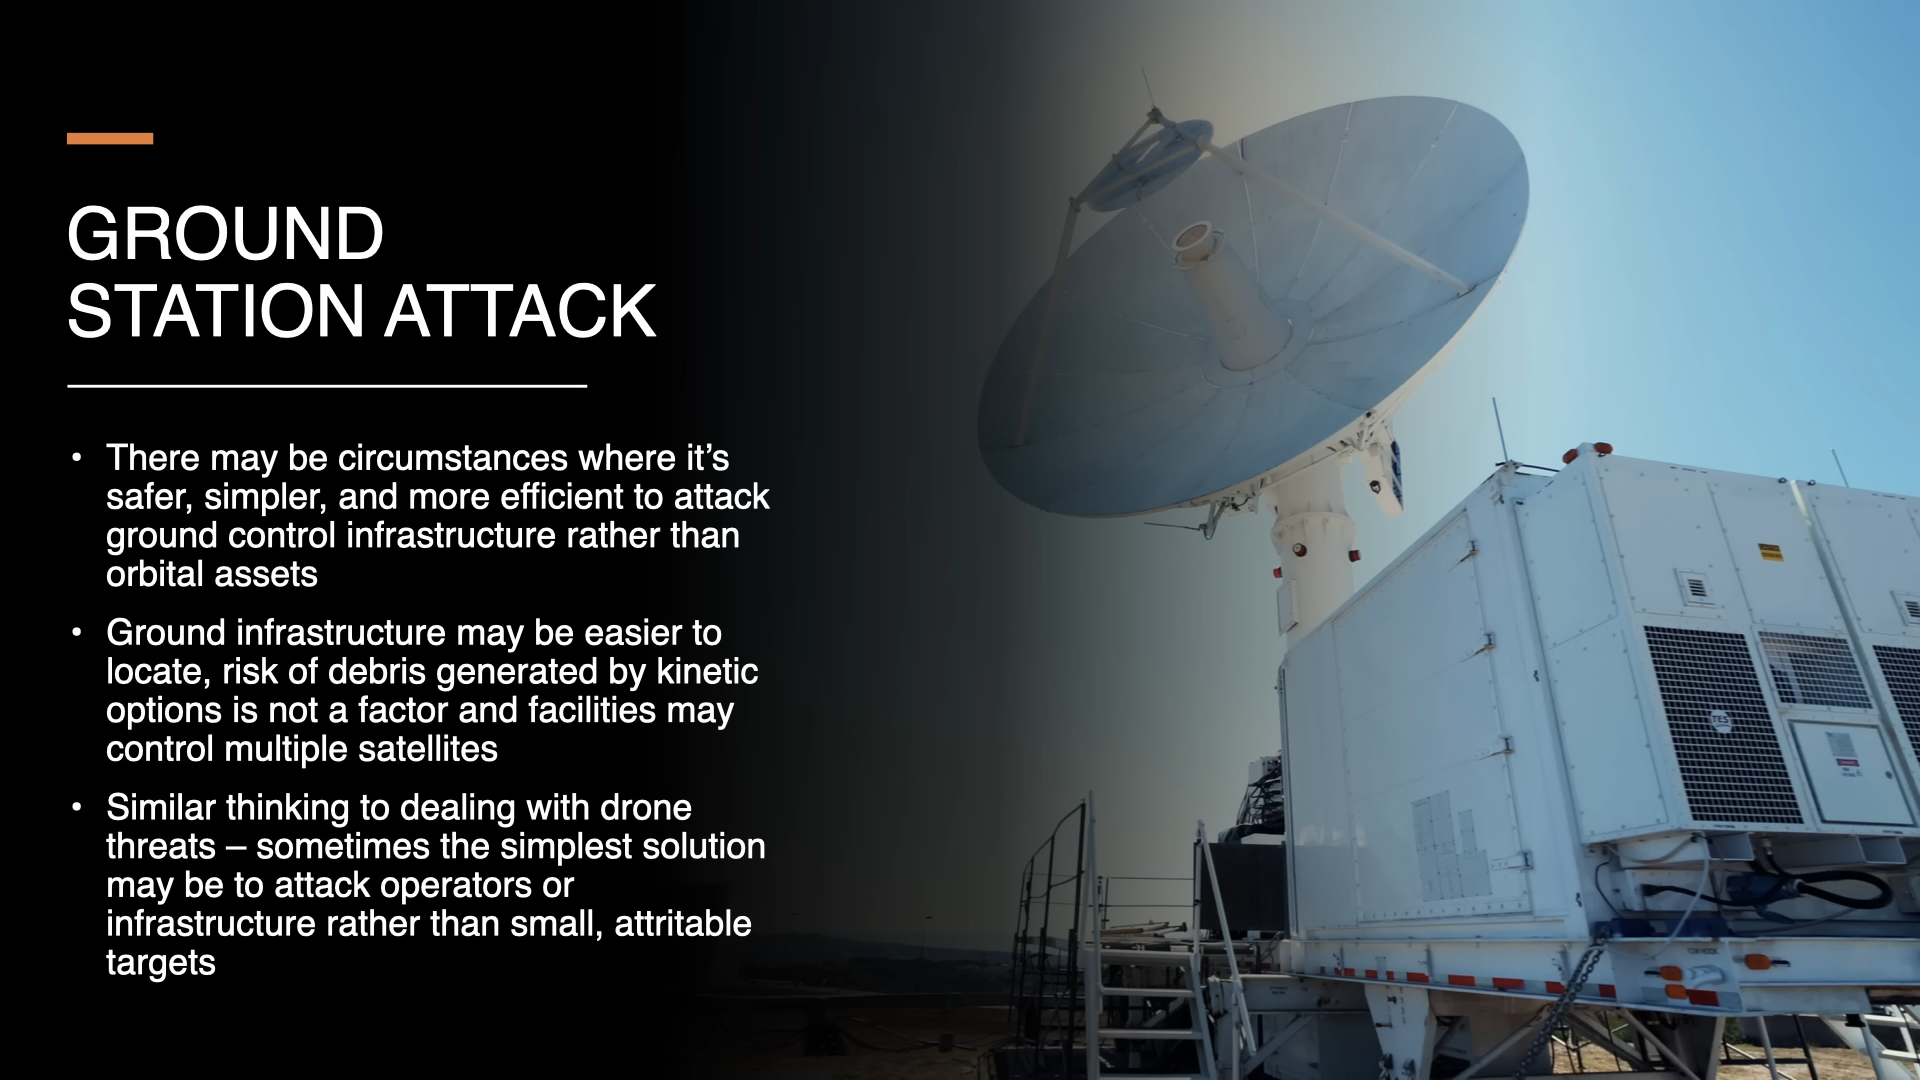 GROUND
STATION ATTACK
• There may be circumstances where it’s
safer, simpler, and more efficient to attack
ground control infrastructure rather than
orbital assets
• Ground infrastructure may be easier to
locate, risk of debris generated by kinetic
options is not a factor and facilities may
control multiple satellites
• Similar thinking to dealing with drone
threats – sometimes the simplest solution
may be to attack operators or
infrastructure rather than small, attritable
targets
TES